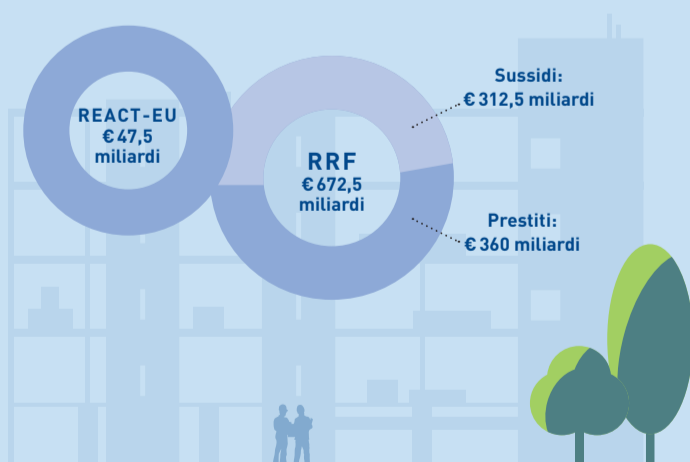 REACT-EU
€ 47,5
miliardi
RRF
€ 672,5
miliardi
Sussidi:
€ 312,5 miliardi
Prestiti:
€ 360 miliardi